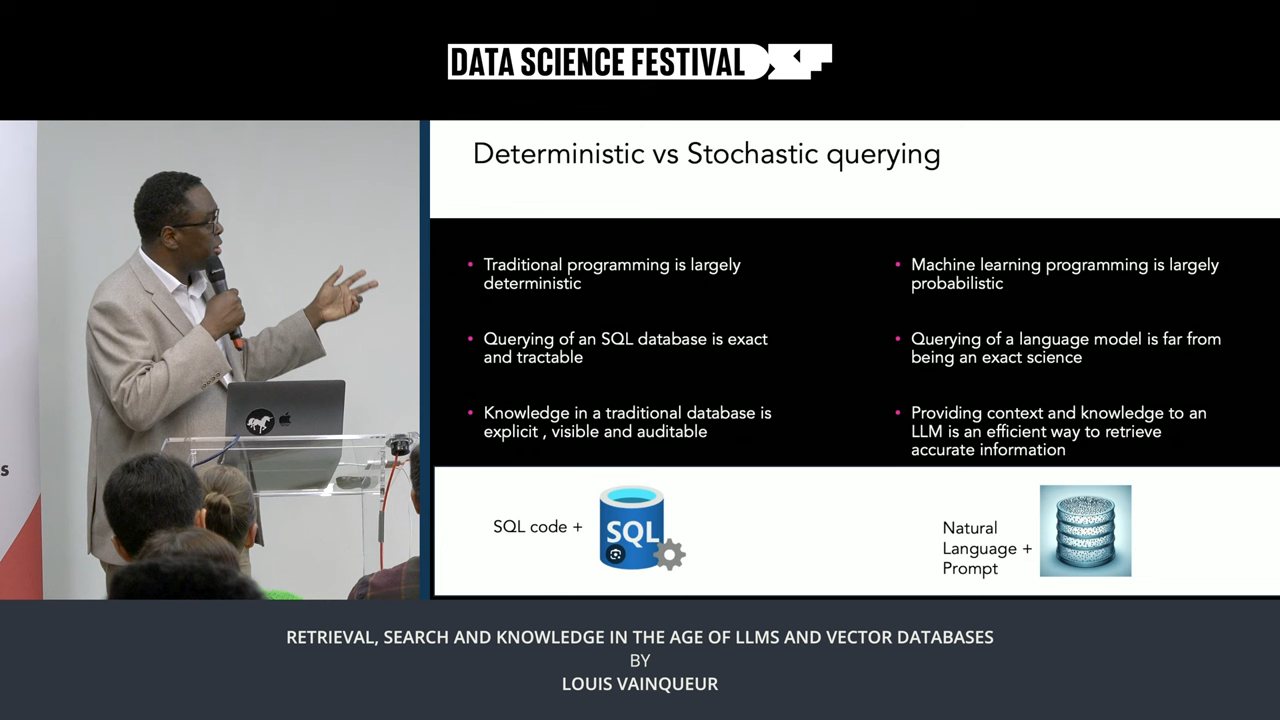 DATA SCIENCE FESTIVAL
Deterministic vs Stochastic querying
• Traditional programming is largely
deterministic
• Querying of an SQL database is exact
and tractable
• Knowledge in a traditional database is
explicit , visible and auditable
• Machine learning programming is largely
probabilistic
• Querying of a language model is far from
being an exact science
• Providing context and knowledge to an
LLM is an efficient way to retrieve
accurate information
SQL code +
SQL
Natural
Language +
Prompt
s
RETRIEVAL, SEARCH AND KNOWLEDGE IN THE AGE OF LLMS AND VECTOR DATABASES
BY
LOUIS VAINQUEUR